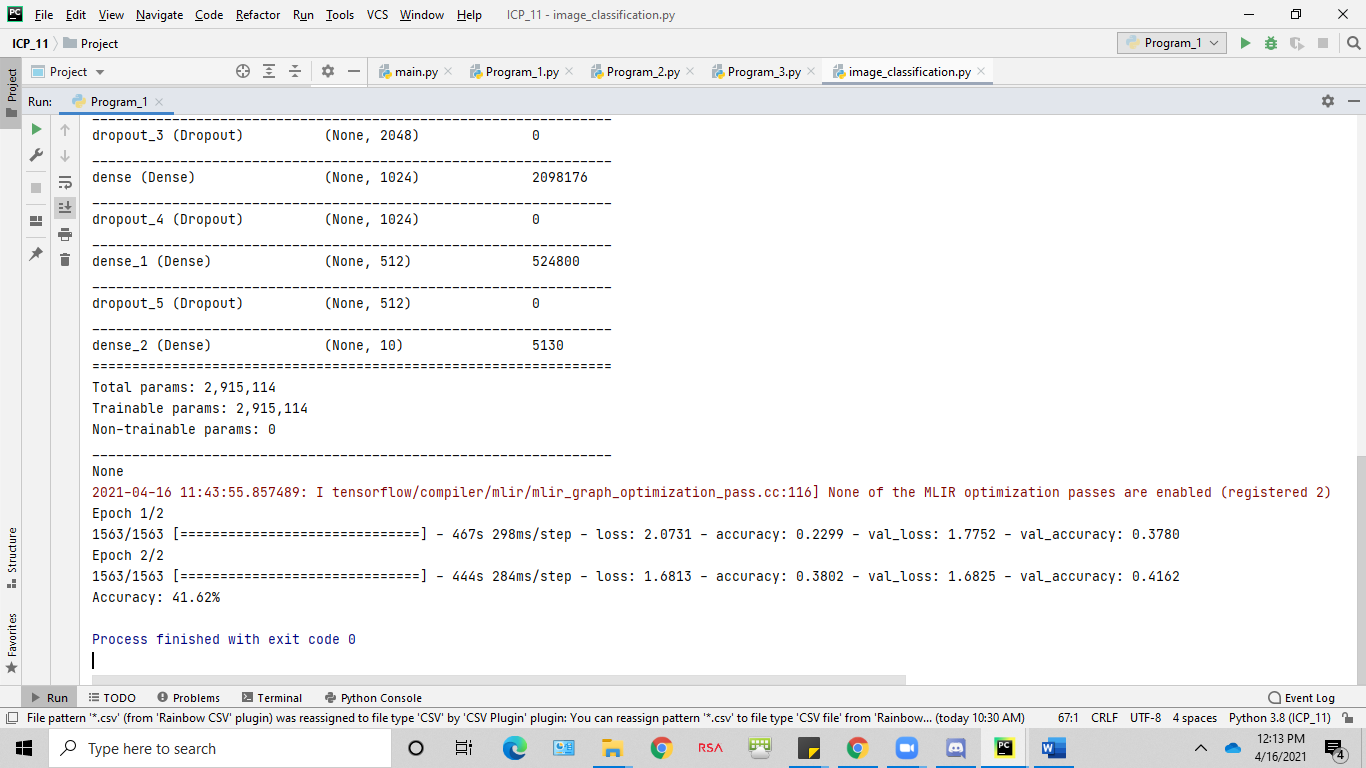 PC File Edit View Navigate Code Refactor Run Tools VCS Window Help ICP_11 - image_classification.py
ICP_11 Project Program_1
Project main.py Program_1.py Program_2.py Program_3.py image_classification.py
Project
Run: Program_1
_________________________________________________________________
dropout_3 (Dropout) (None, 2048) 0
_________________________________________________________________
dense (Dense) (None, 1024) 2098176
_________________________________________________________________
dropout_4 (Dropout) (None, 1024) 0
_________________________________________________________________
dense_1 (Dense) (None, 512) 524800
_________________________________________________________________
dropout_5 (Dropout) (None, 512) 0
_________________________________________________________________
dense_2 (Dense) (None, 10) 5130
=================================================================
Total params: 2,915,114
Trainable params: 2,915,114
Non-trainable params: 0
_________________________________________________________________
None
2021-04-16 11:43:55.857489: I tensorflow/compiler/mlir/mlir_graph_optimization_pass.cc:116] None of the MLIR optimization passes are enabled (registered 2)
Epoch 1/2
1563/1563 [==============================] - 467s 298ms/step - loss: 2.0731 - accuracy: 0.2299 - val_loss: 1.7752 - val_accuracy: 0.3780
Epoch 2/2
1563/1563 [==============================] - 444s 284ms/step - loss: 1.6813 - accuracy: 0.3802 - val_loss: 1.6825 - val_accuracy: 0.4162
Accuracy: 41.62%
Process finished with exit code 0
Structure
Favorites
Run TODO Problems Terminal Python Console Event Log
File pattern '*.csv' (from 'Rainbow CSV' plugin) was reassigned to file type 'CSV' by 'CSV Plugin' plugin: You can reassign pattern '*.csv' to file type 'CSV file' from 'Rainbow... (today 10:30 AM) 67:1 CRLF UTF-8 4 spaces Python 3.8 (ICP_11)
Type here to search RSA PC W 12:13 PM
4/16/2021 4